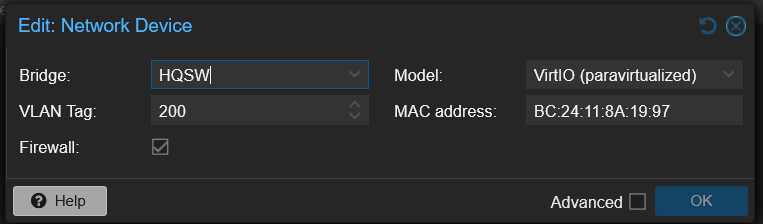 Edit: Network Device
Bridge: HQSW Model: VirtIO (paravirtualized)
VLAN Tag: 200 MAC address: BC:24:11:8A:19:97
Firewall:
Help Advanced OK